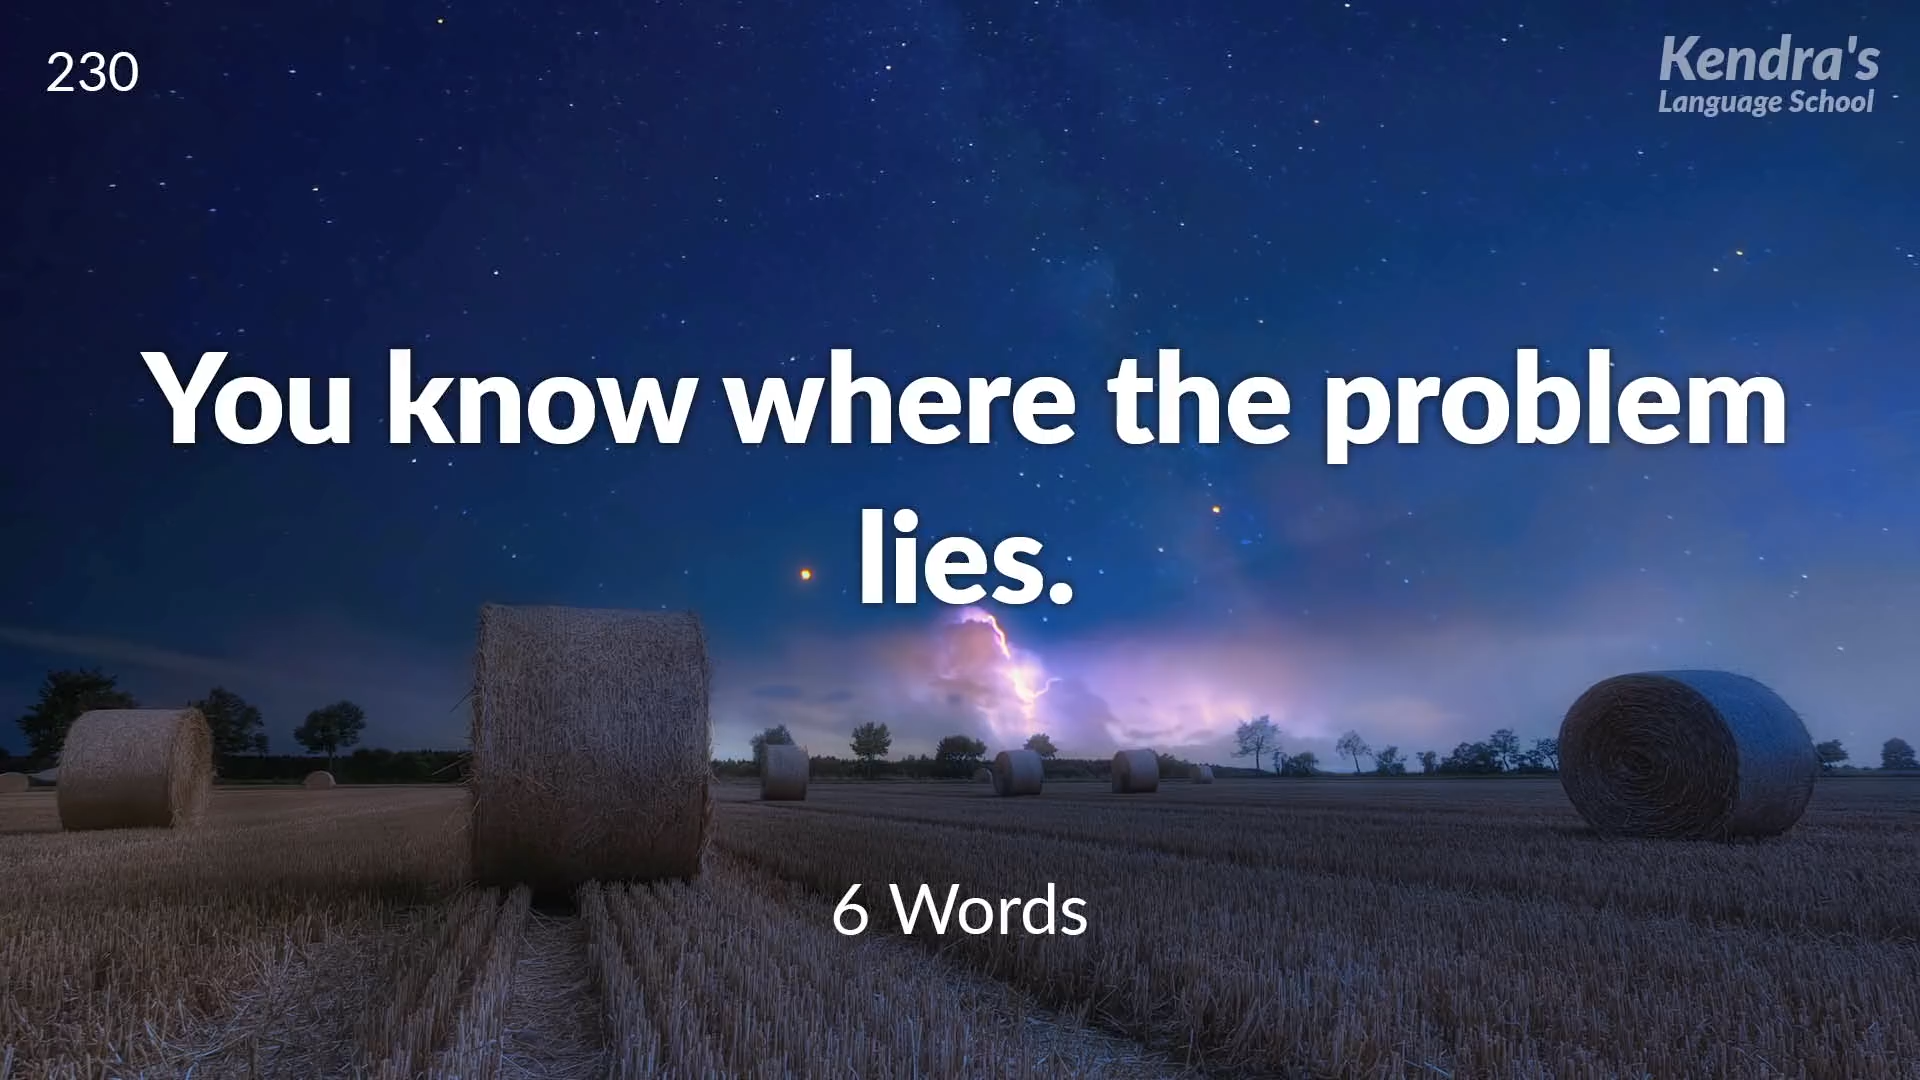 230
Kendra's
Language School
You know where the problem
lies.
6 Words